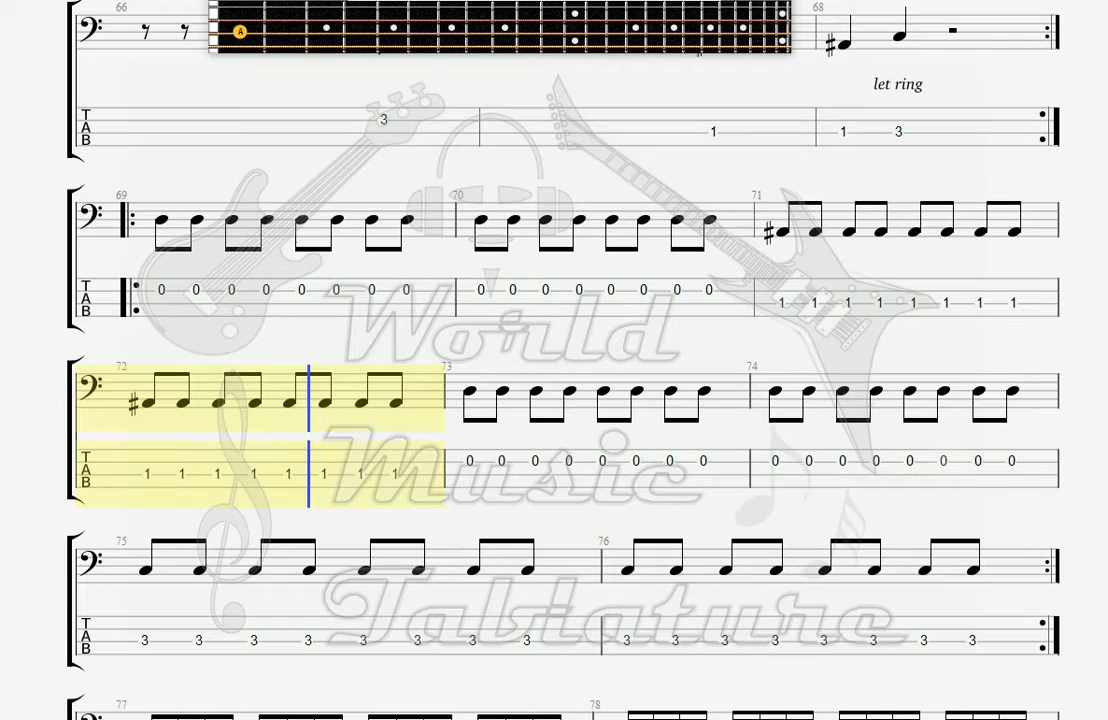 66
A
68
let ring
T
A
B
3
1
1 3
69
70
71
T
A
B
0 0 0 0 0 0 0 0
0 0 0 0 0 0 0 0
1 1 1 1 1 1 1 1
World
72
73
74
T
A
B
1 1 1 1 1 1 1 1
0 0 0 0 0 0 0 0
0 0 0 0 0 0 0 0
Music
75
76
T
A
B
3 3 3 3 3 3 3 3
3 3 3 3 3 3 3 3
Tablature
77
78